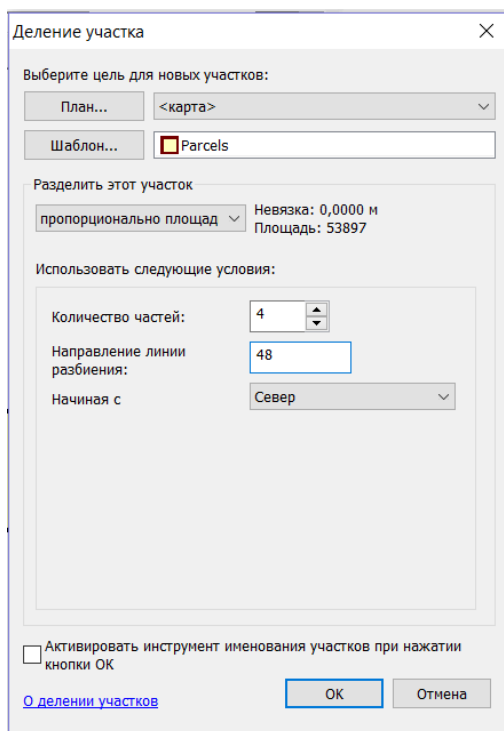 Деление участка
Выберите цель для новых участков:
План...
<карта>
Шаблон...
Parcels
Разделить этот участок
пропорционально площад
Невязка: 0,0000 м
Площадь: 53897
Использовать следующие условия:
Количество частей:
4
Направление линии
разбиения:
48
Начиная с
Север
Активировать инструмент именования участков при нажатии
кнопки ОК
О делении участков
ОК
Отмена